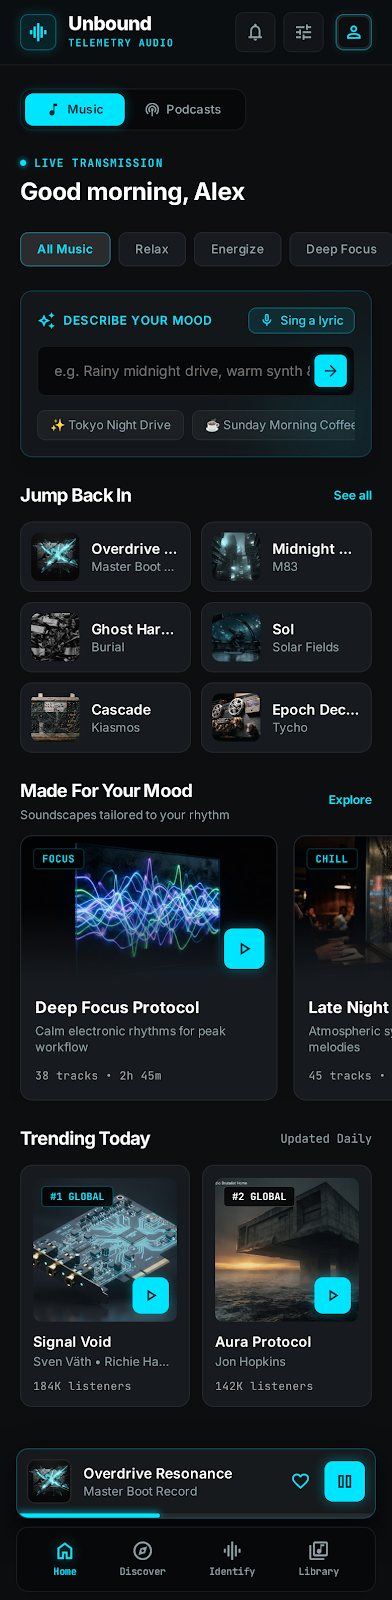 Unbound
TELEMETRY AUDIO
Music
Podcasts
LIVE TRANSMISSION
Good morning, Alex
All Music
Relax
Energize
Deep Focus
DESCRIBE YOUR MOOD
Sing a lyric
e.g. Rainy midnight drive, warm synth &
✨ Tokyo Night Drive
☕ Sunday Morning Coffee
Jump Back In
See all
Overdrive ...
Master Boot ...
Midnight ...
M83
Ghost Har...
Burial
Sol
Solar Fields
Cascade
Kiasmos
Epoch Dec...
Tycho
Made For Your Mood
Soundscapes tailored to your rhythm
Explore
FOCUS
Deep Focus Protocol
Calm electronic rhythms for peak
workflow
38 tracks • 2h 45m
CHILL
Late Night
Atmospheric
melodies
45 tracks •
Trending Today
Updated Daily
#1 GLOBAL
Signal Void
Sven Väth • Richie Ha...
184K listeners
#2 GLOBAL
Aura Protocol
Jon Hopkins
142K listeners
Overdrive Resonance
Master Boot Record
Home
Discover
Identify
Library